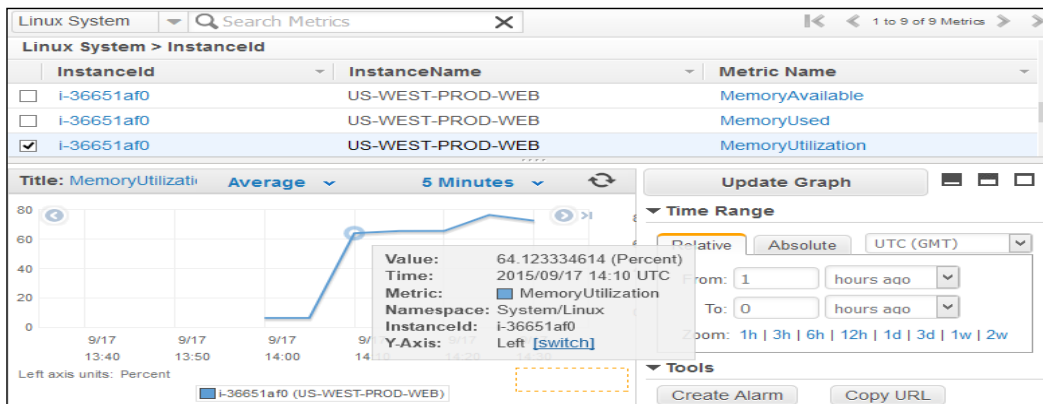 Linux System Search Metrics 1 to 9 of 9 Metrics
Linux System > InstanceId
InstanceId InstanceName Metric Name
i-36651af0 US-WEST-PROD-WEB MemoryAvailable
i-36651af0 US-WEST-PROD-WEB MemoryUsed
i-36651af0 US-WEST-PROD-WEB MemoryUtilization
Title: MemoryUtilizati Average 5 Minutes Update Graph
80
60
40
20
0
9/17 9/17 9/17
13:40 13:50 14:00
Left axis units: Percent
i-36651af0 (US-WEST-PROD-WEB)
Value: 64.123334614 (Percent)
Time: 2015/09/17 14:10 UTC
Metric: MemoryUtilization
Namespace: System/Linux
InstanceId: i-36651af0
Y-Axis: Left [switch]
Time Range
Relative Absolute UTC (GMT)
From: 1 hours ago
To: 0 hours ago
Zoom: 1h | 3h | 6h | 12h | 1d | 3d | 1w | 2w
Tools
Create Alarm Copy URL